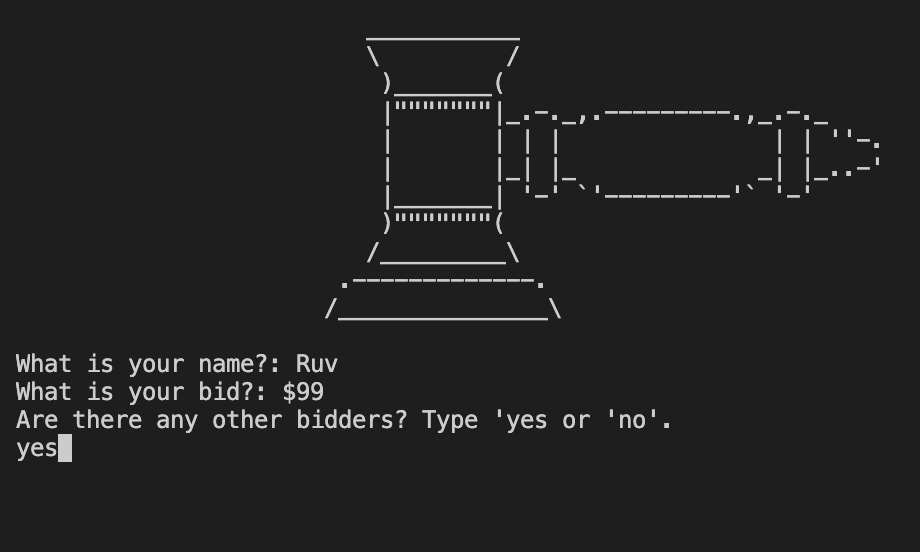 What is your name?: Ruv
What is your bid?: $99
Are there any other bidders? Type 'yes or 'no'.
yes